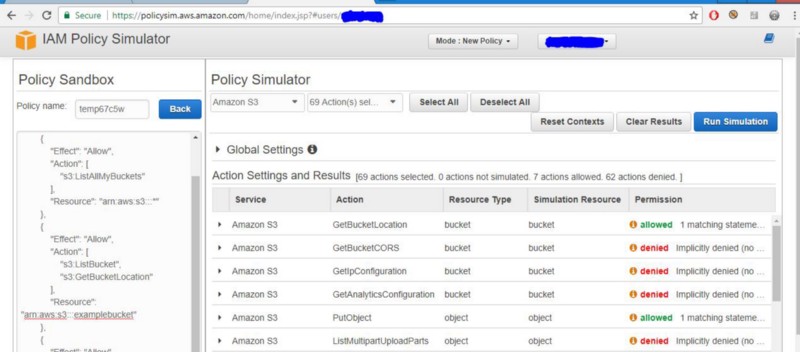 Secure https://policysim.aws.amazon.com/home/index.jsp?#users/
IAM Policy Simulator
Mode : New Policy
Policy Sandbox
Policy name: temp67c5w Back
{
"Effect": "Allow",
"Action": [
"s3:ListAllMyBuckets"
],
"Resource": "arn:aws:s3:::*"
},
{
"Effect": "Allow",
"Action": [
"s3:ListBucket",
"s3:GetBucketLocation"
],
"Resource":
"arn:aws:s3:::examplebucket"
},
{
"Effect": "Allow",
Policy Simulator
Amazon S3 69 Action(s) sel... Select All Deselect All
Reset Contexts Clear Results Run Simulation
Global Settings
Action Settings and Results [69 actions selected. 0 actions not simulated. 7 actions allowed. 62 actions denied. ]
Service Action Resource Type Simulation Resource Permission
Amazon S3 GetBucketLocation bucket bucket allowed 1 matching stateme...
Amazon S3 GetBucketCORS bucket bucket denied Implicitly denied (no ...
Amazon S3 GetIpConfiguration bucket bucket denied Implicitly denied (no ...
Amazon S3 GetAnalyticsConfiguration bucket bucket denied Implicitly denied (no ...
Amazon S3 PutObject object object allowed 1 matching stateme...
Amazon S3 ListMultipartUploadParts object object denied Implicitly denied (no ...